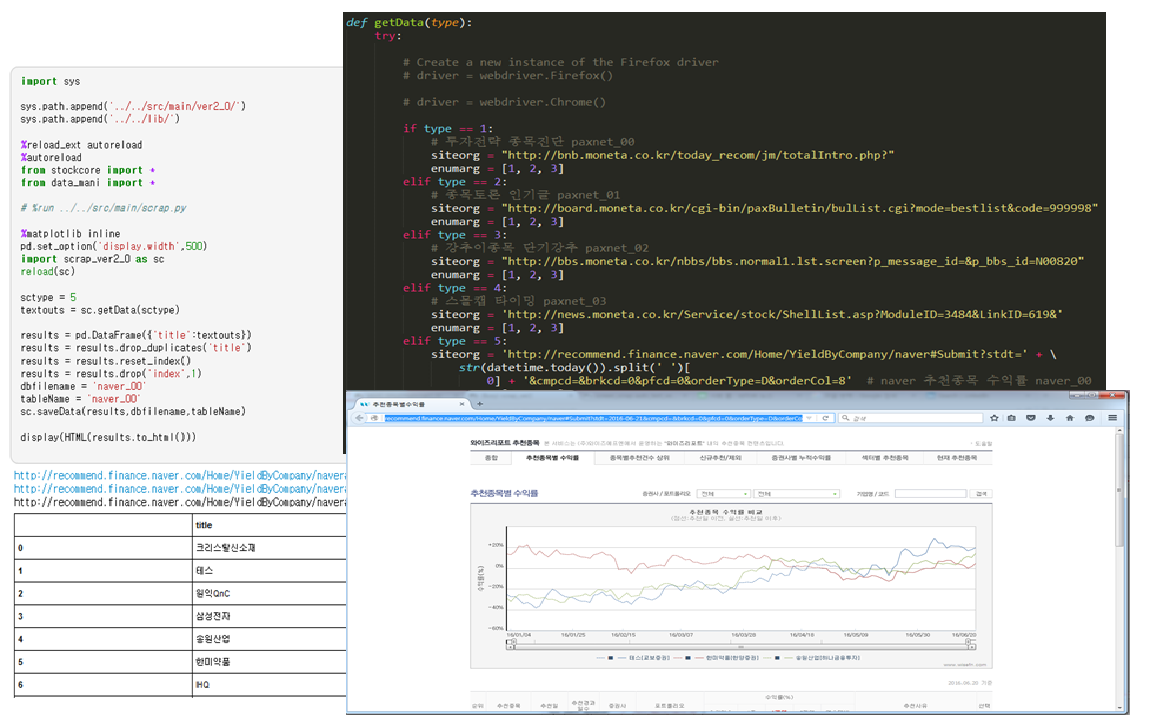 import sys
sys.path.append('../../src/main/ver2_0/')
sys.path.append('../../lib/')
%reload_ext autoreload
%autoreload
from stockcore import *
from data_mani import *
# %run ../../src/main/scrap.py
%matplotlib inline
pd.set_option('display.width',500)
import scrap_ver2_0 as sc
reload(sc)
sctype = 5
textouts = sc.getData(sctype)
results = pd.DataFrame({'title':textouts})
results = results.drop_duplicates('title')
results = results.reset_index()
results = results.drop('index',1)
dbfilename = 'naver_00'
tableName = 'naver_00'
sc.saveData(results,dbfilename,tableName)
display(HTML(results.to_html()))
http://recommend.finance.naver.com/Home/YieldByCompany/naver
http://recommend.finance.naver.com/Home/YieldByCompany/naver
http://recommend.finance.naver.com/Home/YieldByCompany/naver
title
0 크리스탈신소재
1 테스
2 원익QnC
3 삼성전자
4 송원산업
5 한미약품
6 IHQ
def getData(type):
try:
# Create a new instance of the Firefox driver
# driver = webdriver.Firefox()
# driver = webdriver.Chrome()
if type == 1:
# 투자전략 종목진단 paxnet_00
siteorg = "http://bnb.moneta.co.kr/today_recom/jm/totalIntro.php?"
enumarg = [1, 2, 3]
elif type == 2:
# 종목토론 인기글 paxnet_01
siteorg = "http://board.moneta.co.kr/cgi-bin/paxBulletin/bulList.cgi?mode=bestlist&code=999998"
enumarg = [1, 2, 3]
elif type == 3:
# 강추이종목 단기강추 paxnet_02
siteorg = "http://bbs.moneta.co.kr/nbbs/bbs.normal1.lst.screen?p_message_id=&p_bbs_id=N00820"
enumarg = [1, 2, 3]
elif type == 4:
# 스몰캡 타이밍 paxnet_03
siteorg = 'http://news.moneta.co.kr/Service/stock/ShellList.asp?ModuleID=3484&LinkID=619&'
enumarg = [1, 2, 3]
elif type == 5:
siteorg = 'http://recommend.finance.naver.com/Home/YieldByCompany/naver#Submit?stdt=' + \
str(datetime.today()).split(' ')[
0] + '&cmpcd=&brkcd=0&pfcd=0&orderType=D&orderCol=8' # naver 추천종목 수익률 naver_00
추천종목별수익률
recommend.finance.naver.com/Home/YieldByCompany/naver#Submit?stdt=2016-06-21&cmpcd=&brkcd=0&pfcd=0&orderType=D&orderCo
검색
와이즈리포트 추천종목
도움말
종합 추천종목별 수익률 종목별추천건수 상위 신규추천/제외 증권사별 누적수익률 섹터별 추천종목 현재 추천종목
추천종목별 수익률
증권사/포트폴리오 전체 전체 기업명/코드 검색
추천종목 수익률 비교
(점선:추천일 이전, 실선:추천일 이후)
수익률(%)
+20%
0%
-20%
-40%
-60%
16/01/04 16/01/25 16/02/15 16/03/07 16/03/28 16/04/18 16/05/09 16/05/30 16/06/20
테스[교보증권] 한미약품[한양증권] 송원산업[하나금융투자]
2016.06.20 기준
수익률(%)
순위 추천종목 추천일 추천경과일수 증권사 포트폴리오 추천사유 선택